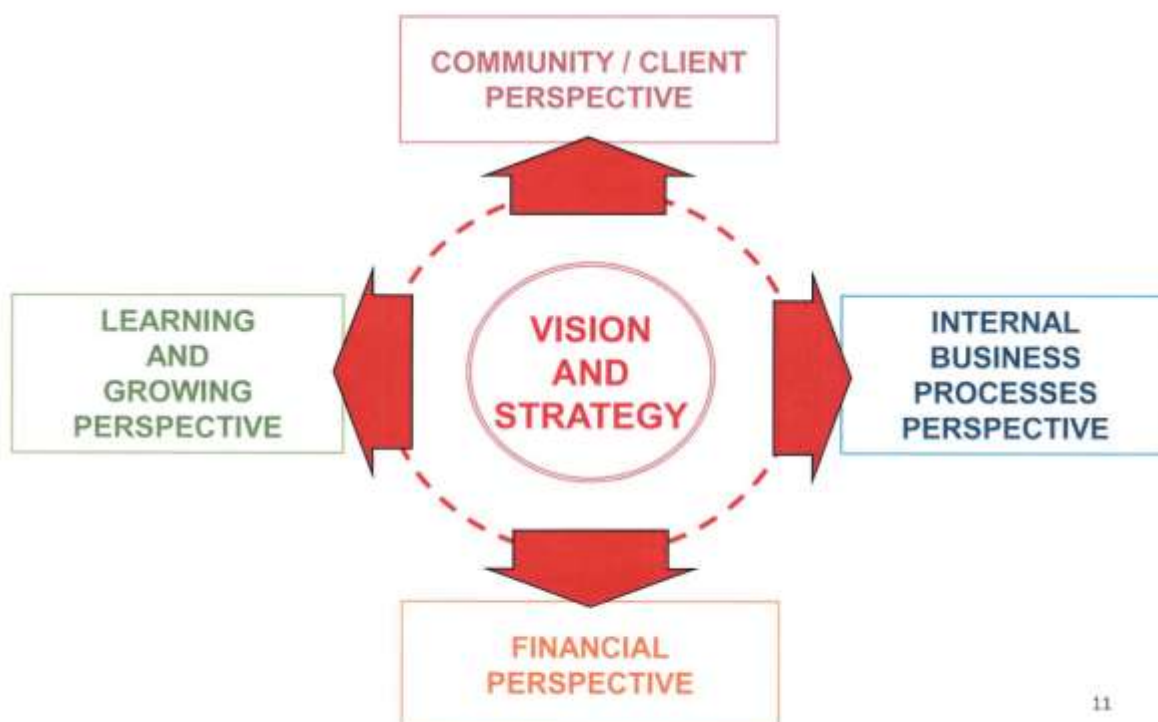 COMMUNITY / CLIENT
PERSPECTIVE
LEARNING
AND
GROWING
PERSPECTIVE
VISION
AND
STRATEGY
INTERNAL
BUSINESS
PROCESSES
PERSPECTIVE
FINANCIAL
PERSPECTIVE
11